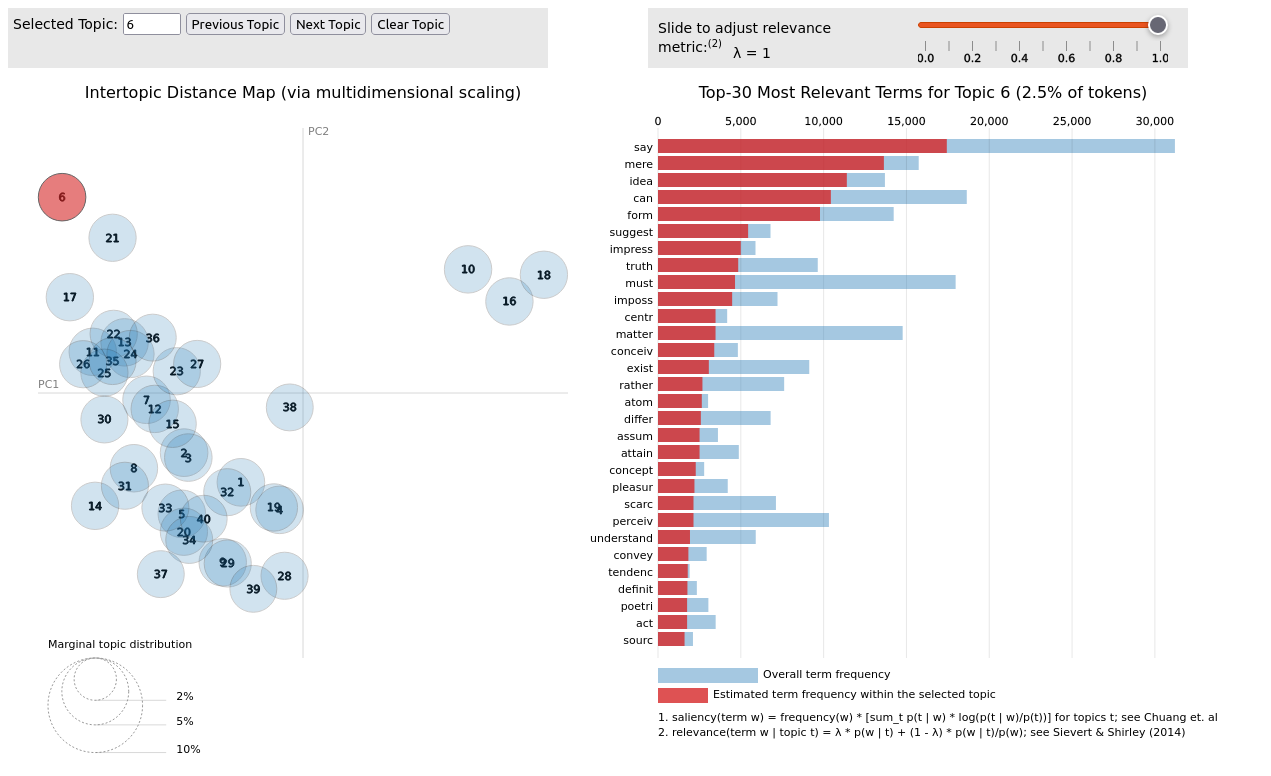 Selected Topic: 6 Previous Topic Next Topic Clear Topic
Slide to adjust relevance
metric:(2) λ = 1
0.0 0.2 0.4 0.6 0.8 1.0
Intertopic Distance Map (via multidimensional scaling)
PC2
PC1
6
21
17
10
18
16
22
13
36
11
24
35
26
25
23
27
7
12
38
30
15
2
3
8
31
1
32
14
33
5
40
19
4
20
34
9
29
37
28
39
Marginal topic distribution
2%
5%
10%
Top-30 Most Relevant Terms for Topic 6 (2.5% of tokens)
0 5,000 10,000 15,000 20,000 25,000 30,000
say
mere
idea
can
form
suggest
impress
truth
must
imposs
centr
matter
conceiv
exist
rather
atom
differ
assum
attain
concept
pleasur
scarc
perceiv
understand
convey
tendenc
definit
poetri
act
sourc
Overall term frequency
Estimated term frequency within the selected topic
1. saliency(term w) = frequency(w) * [sum_t p(t | w) * log(p(t | w)/p(t))] for topics t; see Chuang et. al
2. relevance(term w | topic t) = λ * p(w | t) + (1 - λ) * p(w | t)/p(w); see Sievert & Shirley (2014)